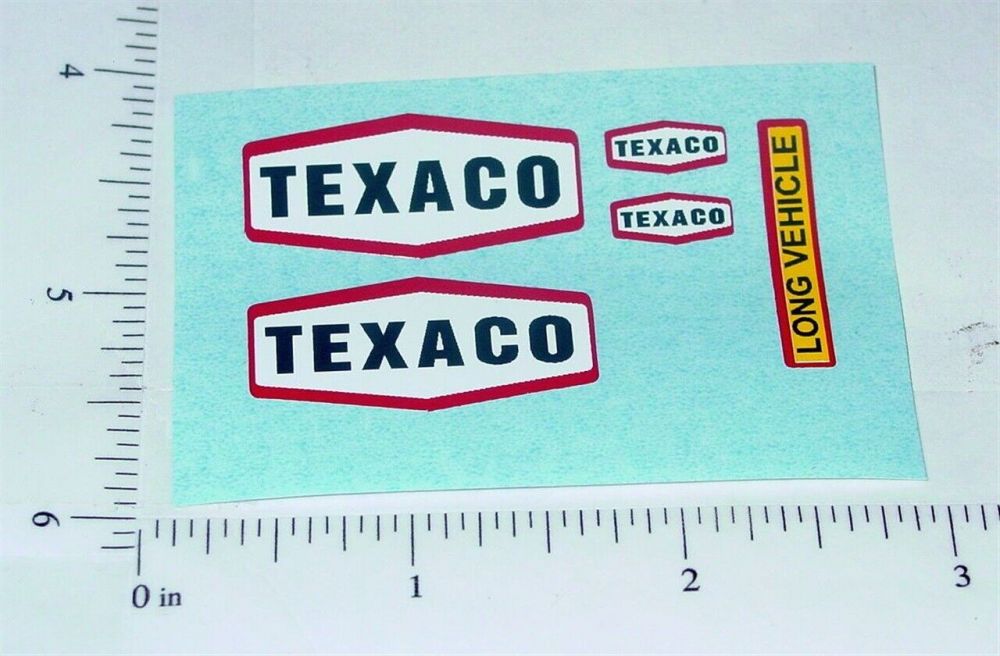 4
5
6
TEXACO
TEXACO
TEXACO
TEXACO
LONG VEHICLE
0 in
1
2
3